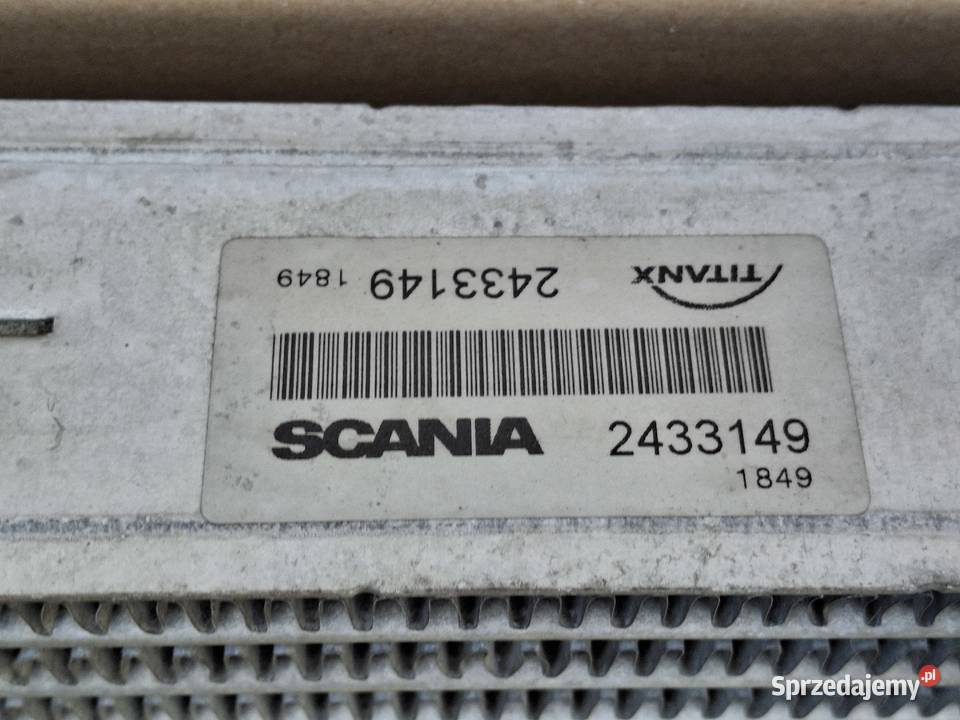 TITANX 2433149 1849
SCANIA 2433149
1849
Sprzedajemy.pl